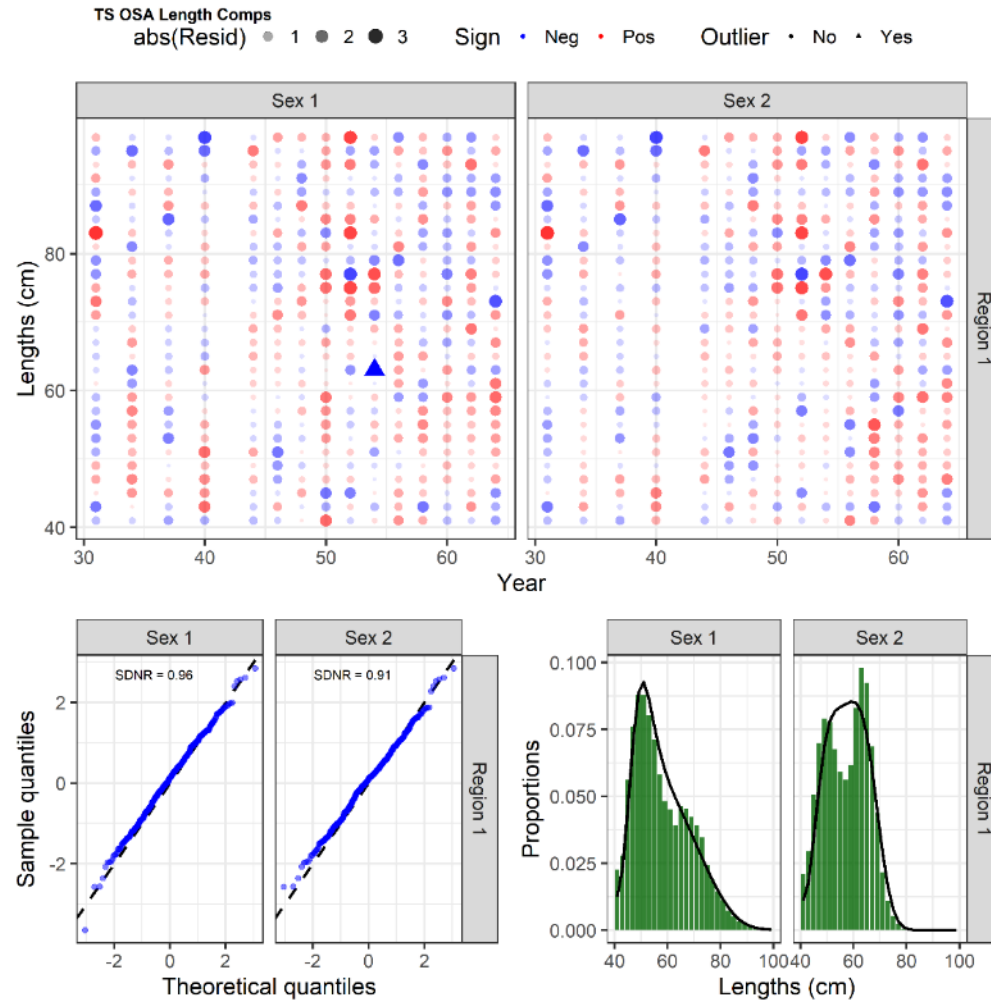 TS OSA Length Comps
abs(Resid) 1 2 3 Sign Neg Pos Outlier No Yes
Sex 1 Sex 2
80
60
40
Lengths (cm)
Region 1
30 40 50 60 30 40 50 60
Year
Sex 1 Sex 2 Sex 1 Sex 2
SDNR = 0.96 SDNR = 0.91
2
0
-2
Sample quantiles
Region 1
-2 0 2 -2 0 2
Theoretical quantiles
0.100
0.075
0.050
0.025
0.000
Proportions
Region 1
40 60 80 100 40 60 80 100
Lengths (cm)